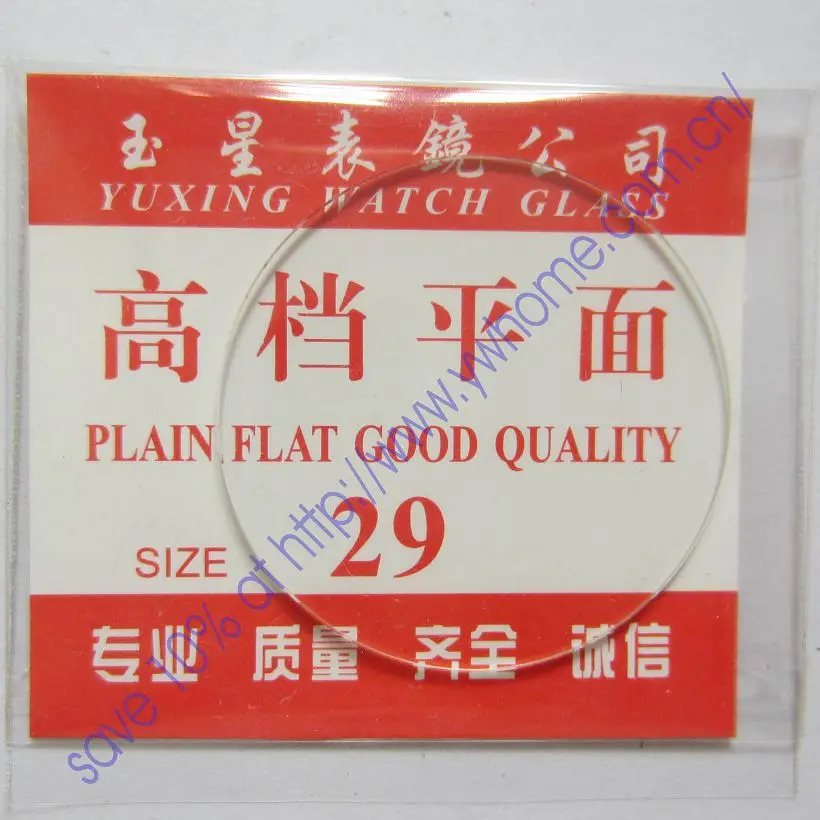 玉星表鏡公司
YUXING WATCH GLASS
高档平面
PLAIN FLAT GOOD QUALITY
SIZE 29
专业 质量 齐全 诚信
save 10% at http://www.ywhome.com.cn/